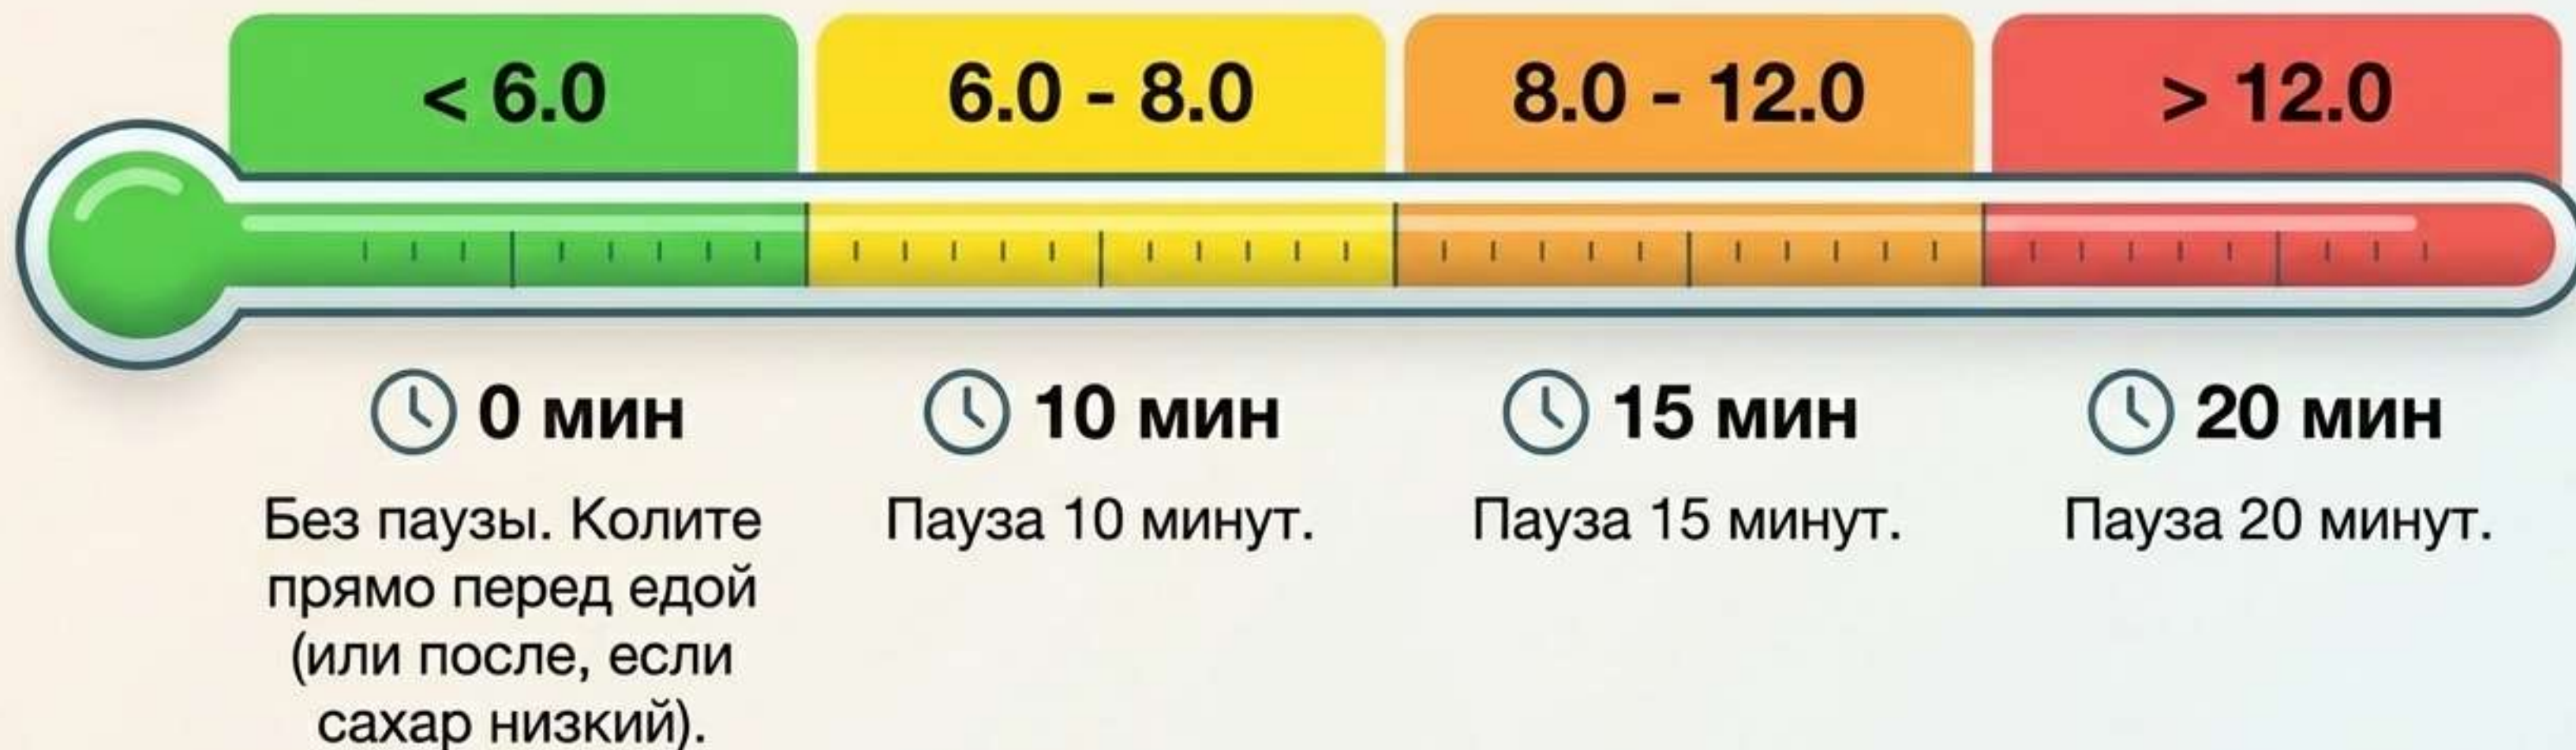 < 6.0
6.0 - 8.0
8.0 - 12.0
> 12.0
0 мин
10 мин
15 мин
20 мин
Без паузы. Колите
прямо перед едой
(или после, если
сахар низкий).
Пауза 10 минут.
Пауза 15 минут.
Пауза 20 минут.